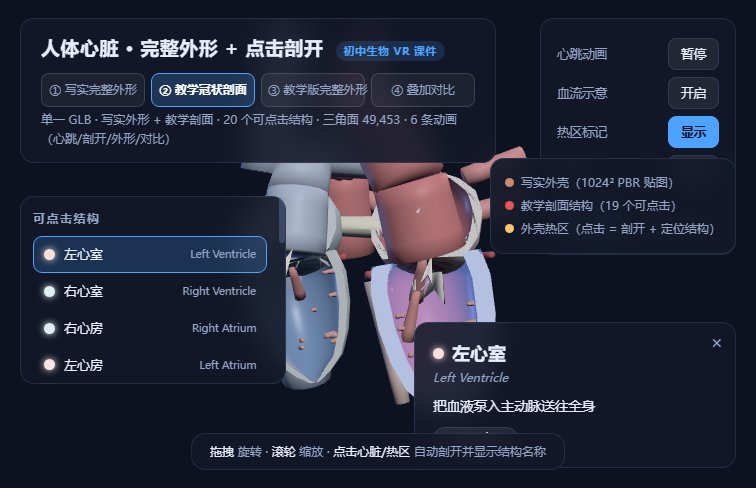 人体心脏 · 完整外形 + 点击剖开 初中生物 VR 课件
① 写实完整外形 ② 教学冠状剖面 ③ 教学版完整外形 ④ 叠加对比
单一 GLB · 写实外形 + 教学剖面 · 20 个可点击结构 · 三角面 49,453 · 6 条动画
（心跳/剖开/外形/对比）
心跳动画 暂停
血流示意 开启
热区标记 显示
写实外壳（1024² PBR 贴图）
教学剖面结构（19 个可点击）
外壳热区（点击 = 剖开 + 定位结构）
可点击结构
左心室 Left Ventricle
右心室 Right Ventricle
右心房 Right Atrium
左心房 Left Atrium
左心室 ×
Left Ventricle
把血液泵入主动脉送往全身
拖拽 旋转 · 滚轮 缩放 · 点击心脏/热区 自动剖开并显示结构名称